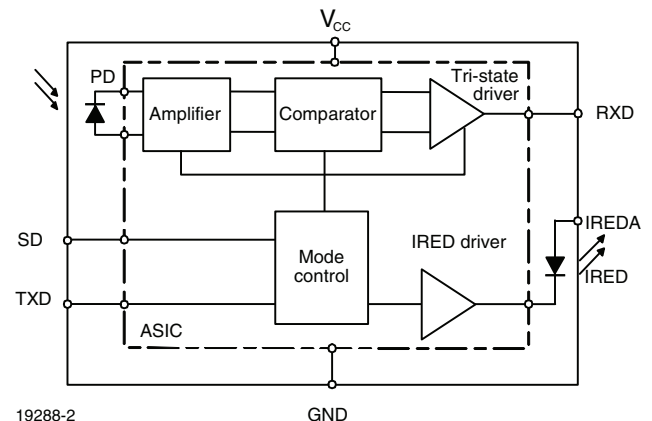 VCC
PD
Amplifier
Comparator
Tri-state
driver
RXD
SD
TXD
Mode
control
IRED driver
IREDA
IRED
ASIC
19288-2
GND